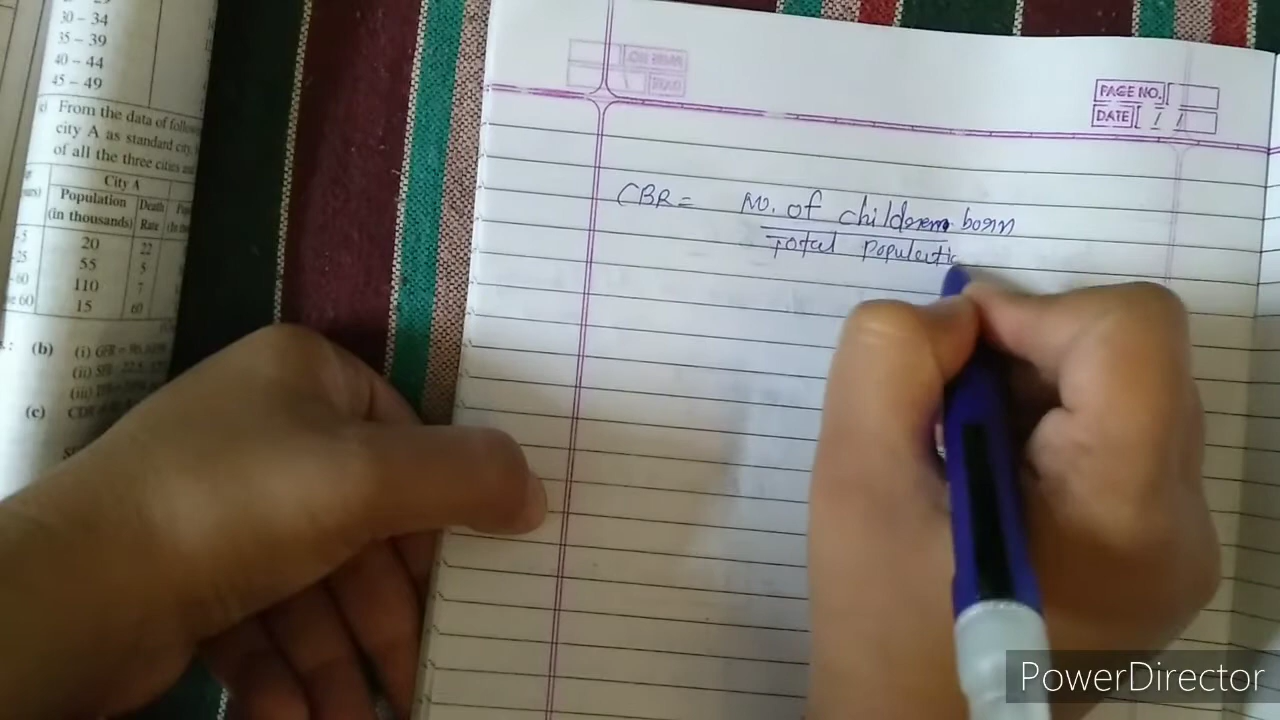 30 – 34
35 – 39
40 – 44
45 – 49
From the data of
city A as standard city
of all the three cities
City A
Population
(in thousands)
Death
Rate
20 22
55 5
110 7
15 60
(b) (i)
(ii)
(iii)
(c)
PAGE NO.
DATE / /
CBR = No. of children born
Total Populatio
PowerDirector